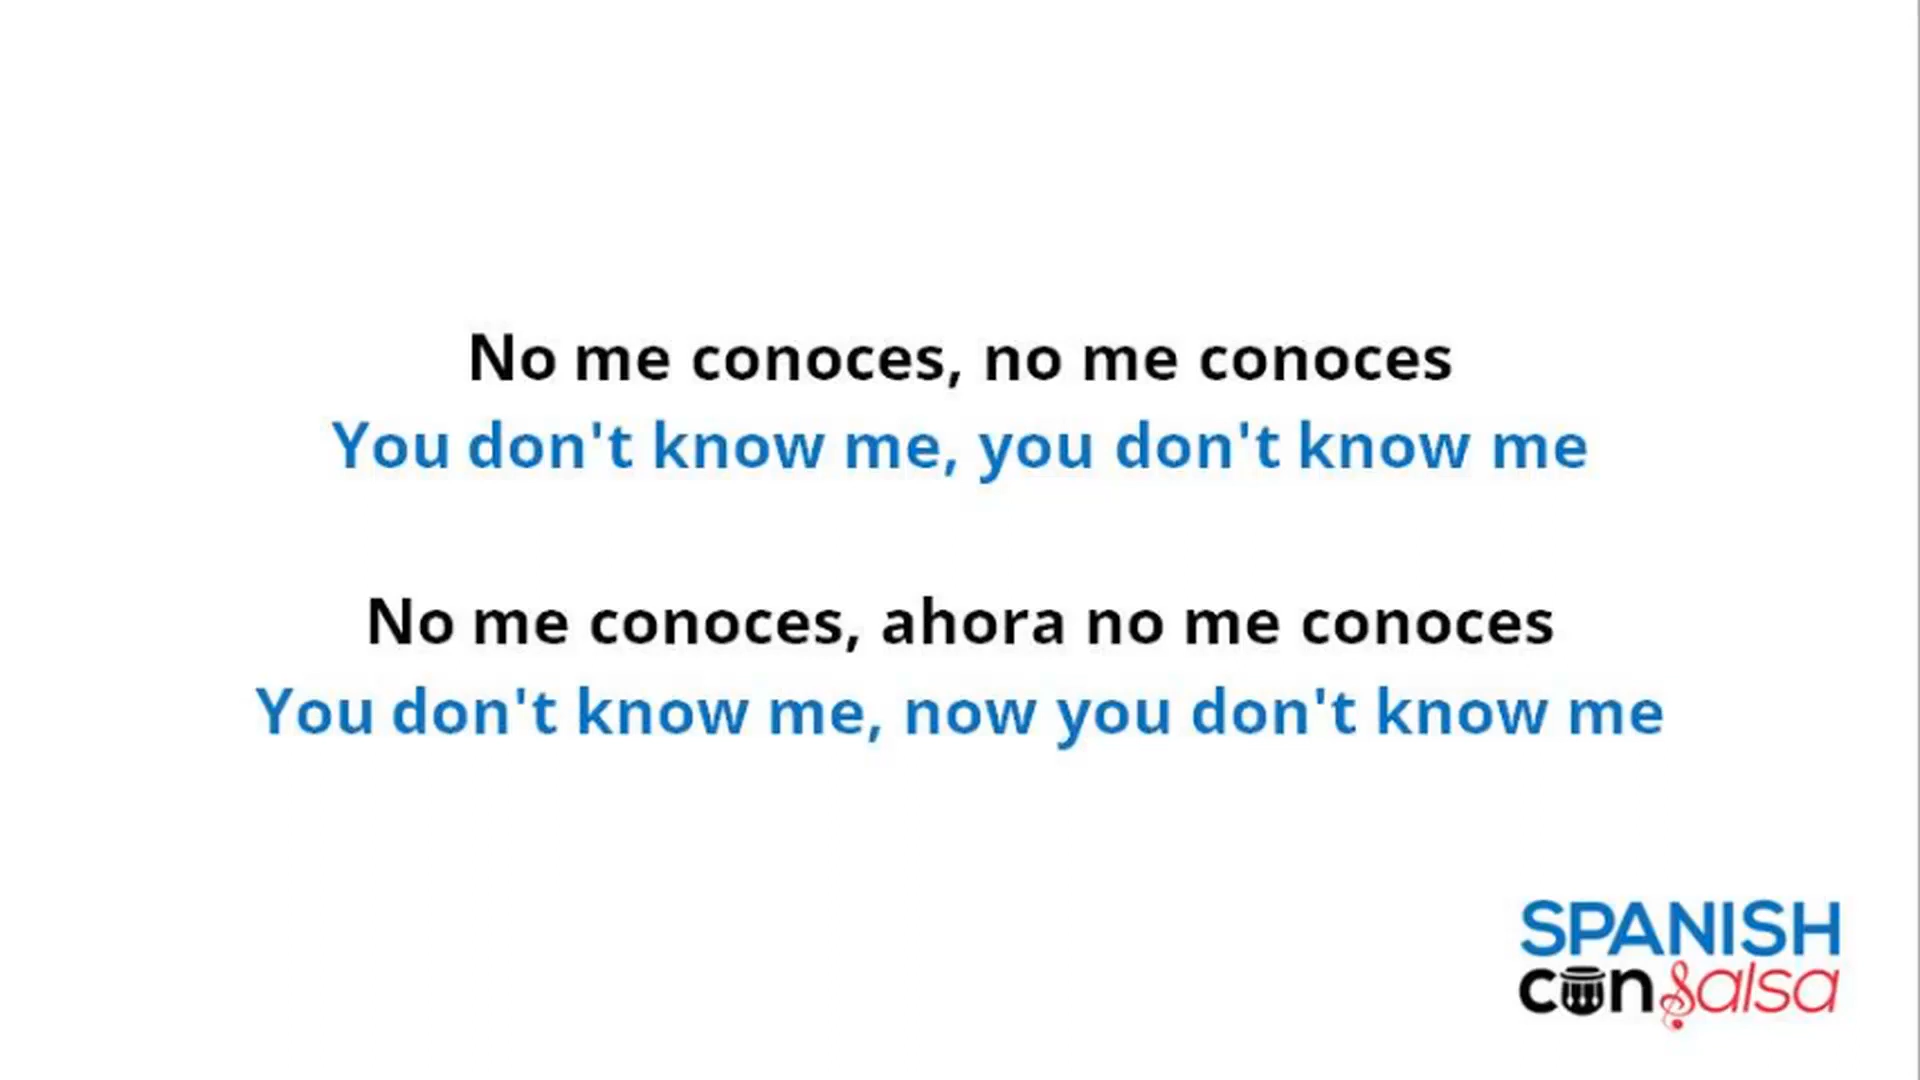 No me conoces, no me conoces
You don't know me, you don't know me
No me conoces, ahora no me conoces
You don't know me, now you don't know me
SPANISH
con salsa